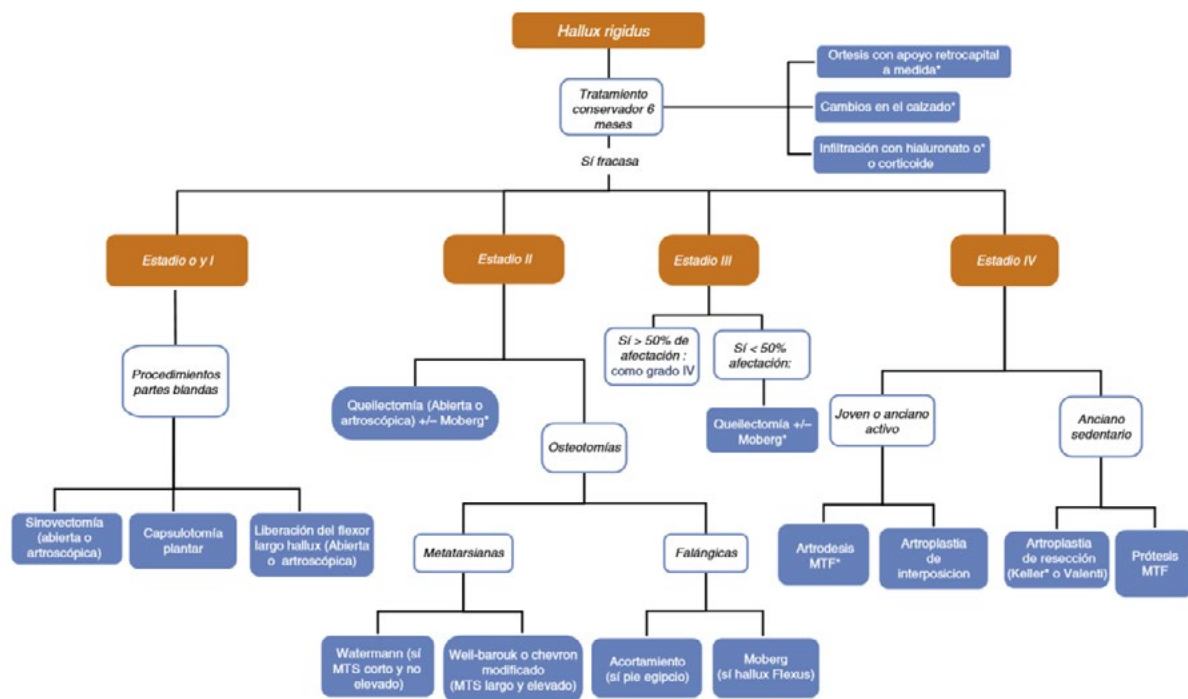 Hallux rígidus
Tratamiento
conservador 6
meses
Ortesis con apoyo retrocapital
a medida*
Cambios en el calzado*
Infiltración con hialuronato o*
o corticoide
Sí fracasa
Estadio o y I
Estadio II
Estadio III
Estadio IV
Procedimientos
partes blandas
Sí > 50% de
afectación :
como grado IV
Sí < 50%
afectación;
Queilectomía (Abierta o
artroscópica) +/– Moberg*
Osteotomías
Queilectomía +/–
Moberg*
Joven o anciano
activo
Anciano
sedentario
Sinovectomía
(abierta o
artroscópica)
Capsulotomía
plantar
Liberación del flexor
largo hallux (Abierta
o artroscópica)
Metatarsianas
Falángicas
Artrodesis
MTF*
Artroplastia
de
interposicion
Artroplastia
de resección
(Keller* o Valenti)
Prótesis
MTF
Watermann (sí
MTS corto y no
elevado)
Weil-barouk o chevron
modificado
(MTS largo y elevado)
Acortamiento
(sí pie egipcio)
Moberg
(sí hallux Flexus)